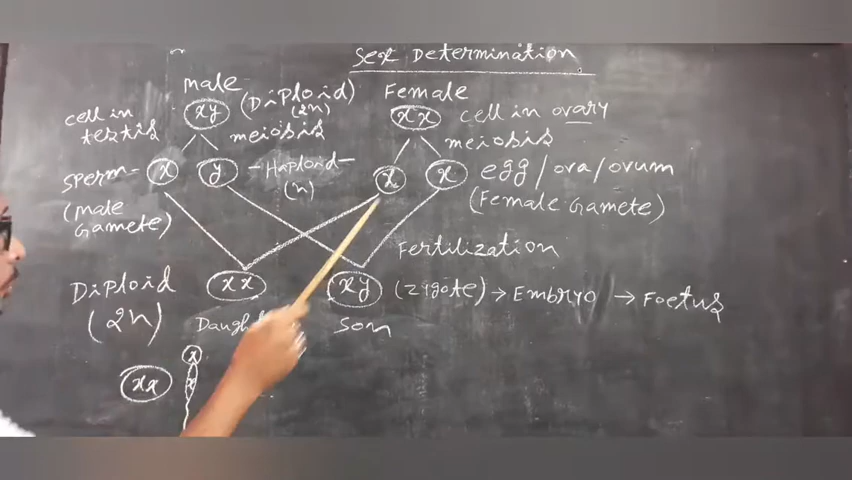 Sex Determination
male
Female
xy (Diploid)
(2n)
xx cell in ovary
cell in
testis
meiosis
meiosis
sperm- x y -Haploid-
(n)
x x egg/ova/ovum
(male
Gamete)
(Female Gamete)
Fertilization
Diploid
(2n)
xx xy (zygote) → Embryo → Foetus
son
xx x
x